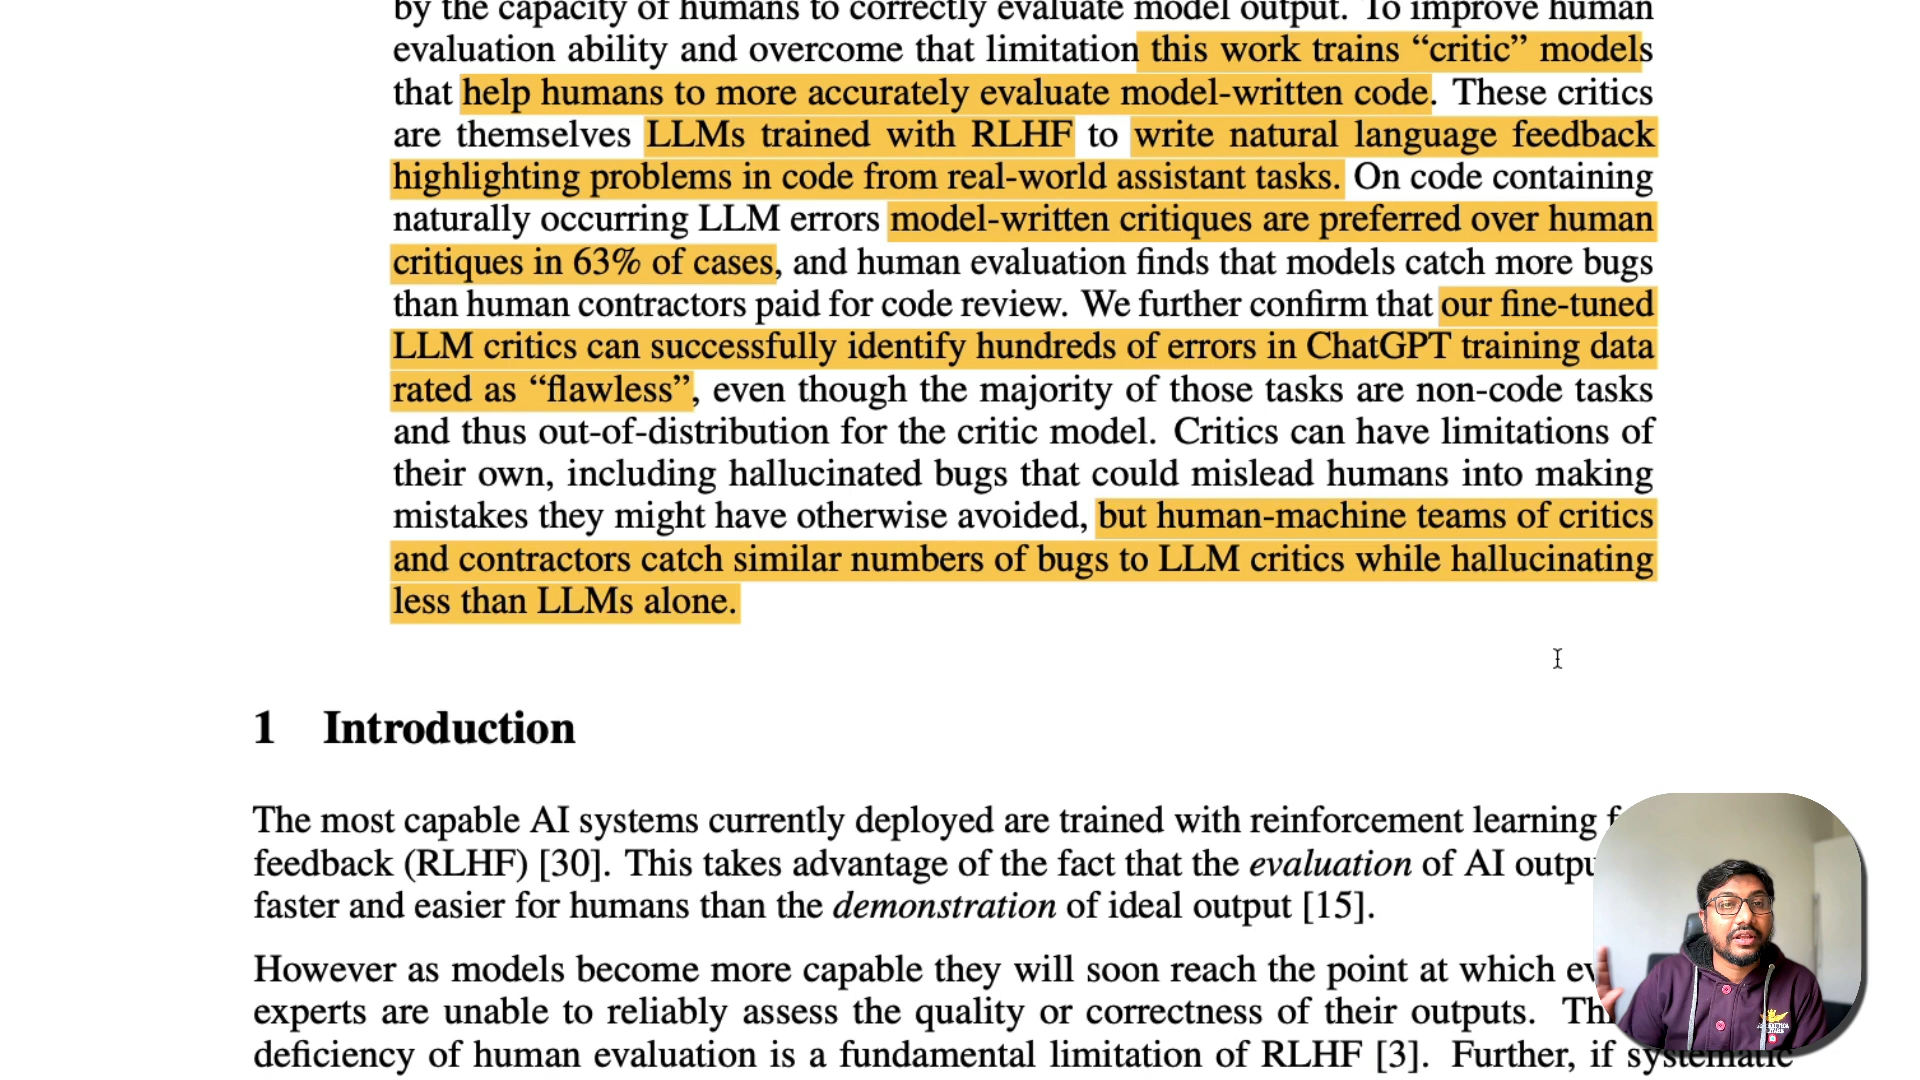 by the capacity of humans to correctly evaluate model output. To improve human
evaluation ability and overcome that limitation this work trains “critic” models
that help humans to more accurately evaluate model-written code. These critics
are themselves LLMs trained with RLHF to write natural language feedback
highlighting problems in code from real-world assistant tasks. On code containing
naturally occurring LLM errors model-written critiques are preferred over human
critiques in 63% of cases, and human evaluation finds that models catch more bugs
than human contractors paid for code review. We further confirm that our fine-tuned
LLM critics can successfully identify hundreds of errors in ChatGPT training data
rated as “flawless”, even though the majority of those tasks are non-code tasks
and thus out-of-distribution for the critic model. Critics can have limitations of
their own, including hallucinated bugs that could mislead humans into making
mistakes they might have otherwise avoided, but human-machine teams of critics
and contractors catch similar numbers of bugs to LLM critics while hallucinating
less than LLMs alone.
1 Introduction
The most capable AI systems currently deployed are trained with reinforcement learning
feedback (RLHF) [30]. This takes advantage of the fact that the evaluation of AI
faster and easier for humans than the demonstration of ideal output [15].
However as models become more capable they will soon reach the point at which
experts are unable to reliably assess the quality or correctness of their outputs.
deficiency of human evaluation is a fundamental limitation of RLHF [3]. Further, if systematic